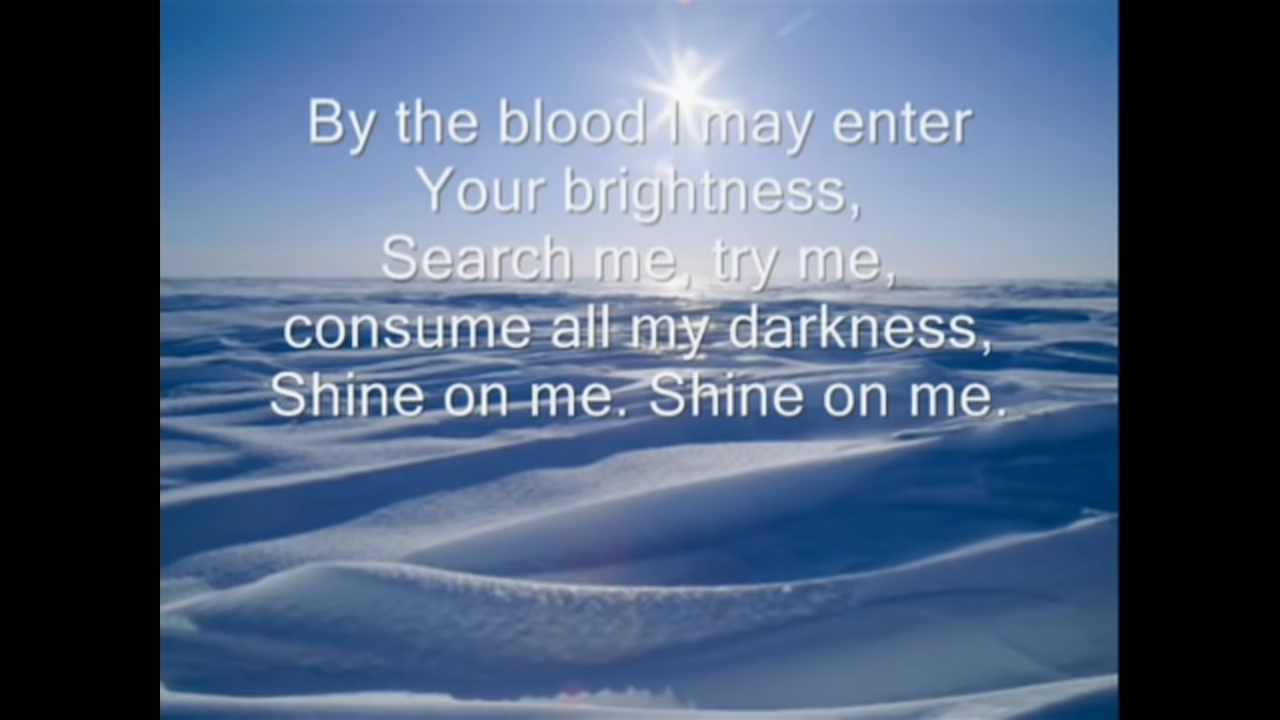 By the blood I may enter
Your brightness,
Search me, try me,
consume all my darkness,
Shine on me. Shine on me.